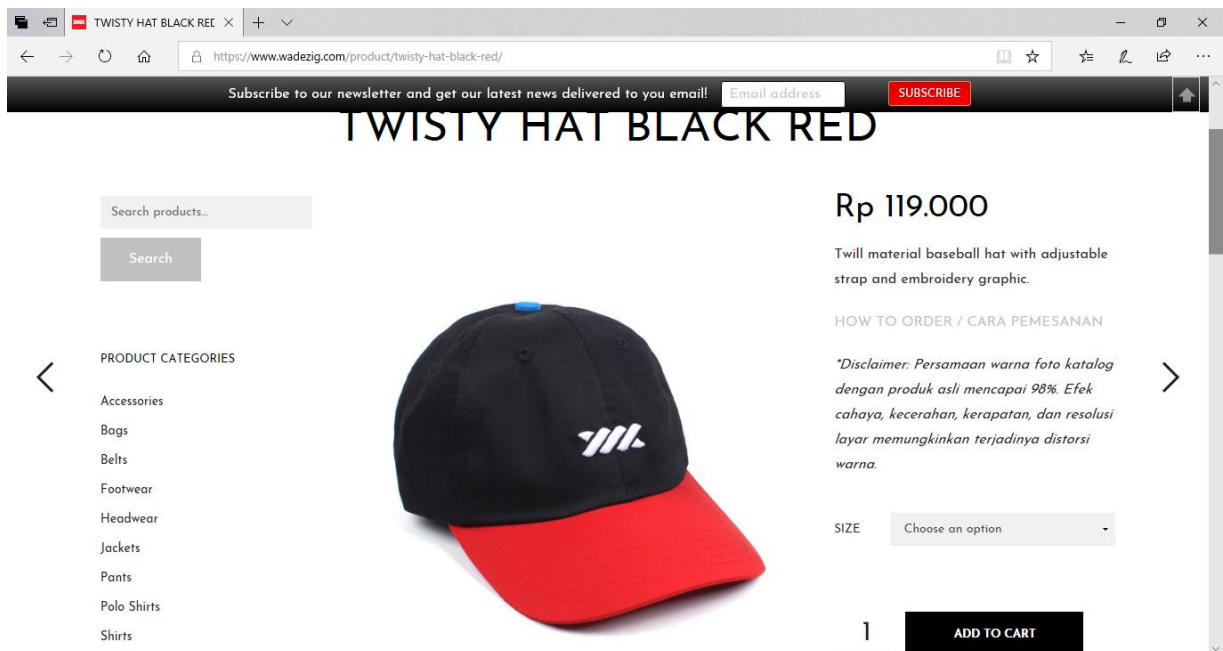 TWISTY HAT BLACK REE
https://www.wadezig.com/product/twisty-hat-black-red/
Subscribe to our newsletter and get our latest news delivered to you email! Email address SUBSCRIBE
TWISTY HAT BLACK RED
Search products...
Search
PRODUCT CATEGORIES
Accessories
Bags
Belts
Footwear
Headwear
Jackets
Pants
Polo Shirts
Shirts
Rp 119.000
Twill material baseball hat with adjustable
strap and embroidery graphic.
HOW TO ORDER / CARA PEMESANAN
*Disclaimer: Persamaan warna foto katalog
dengan produk asli mencapai 98%. Efek
cahaya, kecerahan, kerapatan, dan resolusi
layar memungkinkan terjadinya distorsi
warna.
SIZE Choose an option
1 ADD TO CART